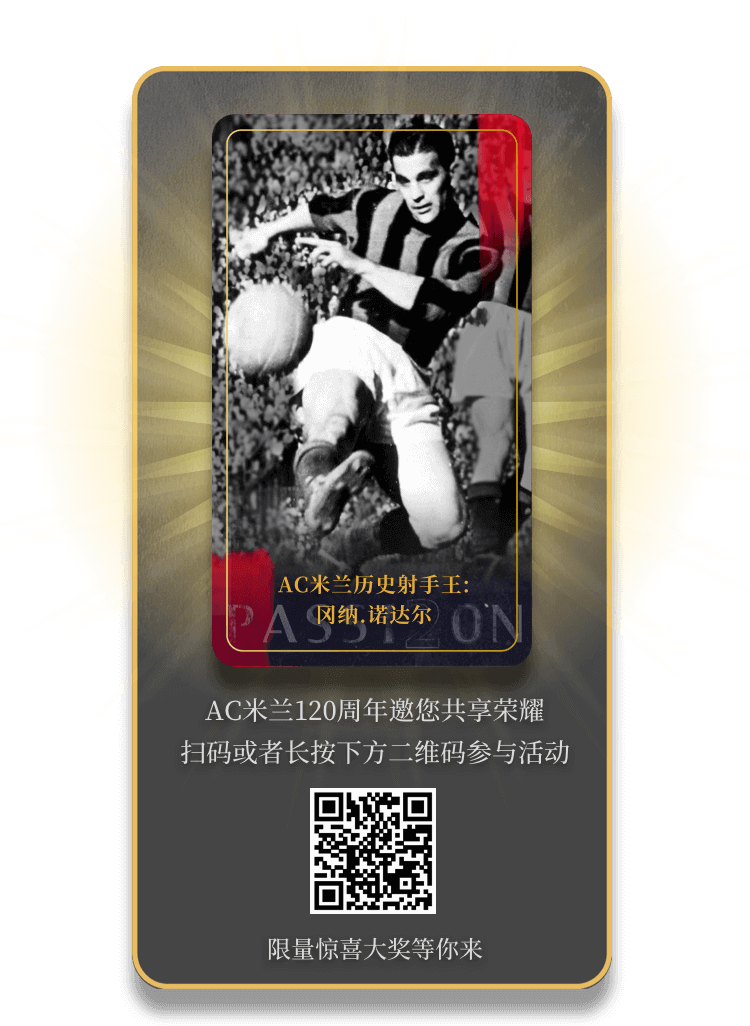 AC米兰历史射手王:
冈纳.诺达尔
PASSI20N
AC米兰120周年邀您共享荣耀
扫码或者长按下方二维码参与活动
限量惊喜大奖等你来